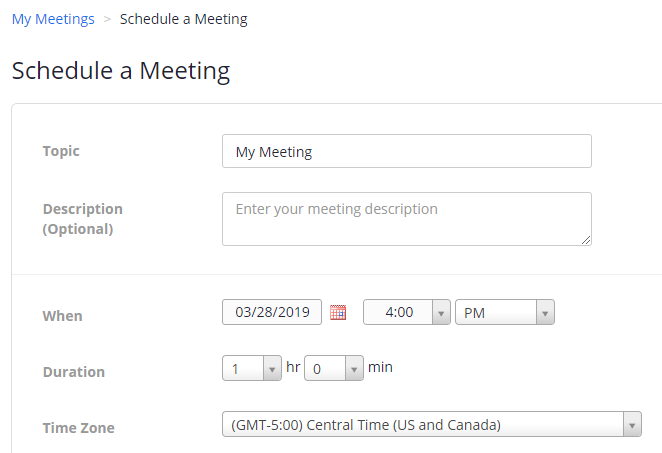 My Meetings > Schedule a Meeting
Schedule a Meeting
Topic My Meeting
Description Enter your meeting description
(Optional)
When 03/28/2019 4:00 PM
Duration 1 hr 0 min
Time Zone (GMT-5:00) Central Time (US and Canada)